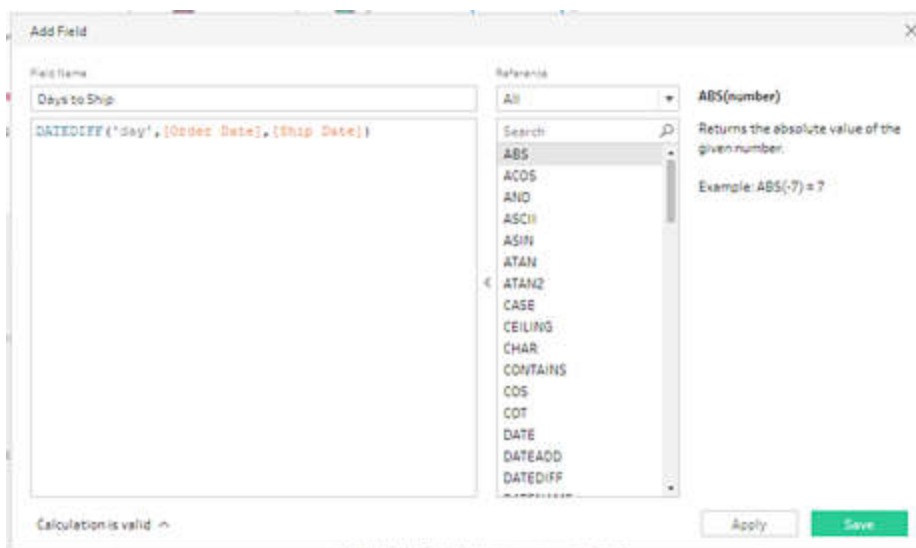 Add Field
Field Name
Days to Ship
DATEDIFF('day',[Order Date],[Ship Date])
Reference
All
Search
ABS
ACOS
AND
ASCII
ASIN
ATAN
ATAN2
CASE
CEILING
CHAR
CONTAINS
COS
COT
DATE
DATEADD
DATEDIFF
ABS(number)
Returns the absolute value of the
given number.
Example: ABS(-7) = 7
Calculation is valid
Apply
Save